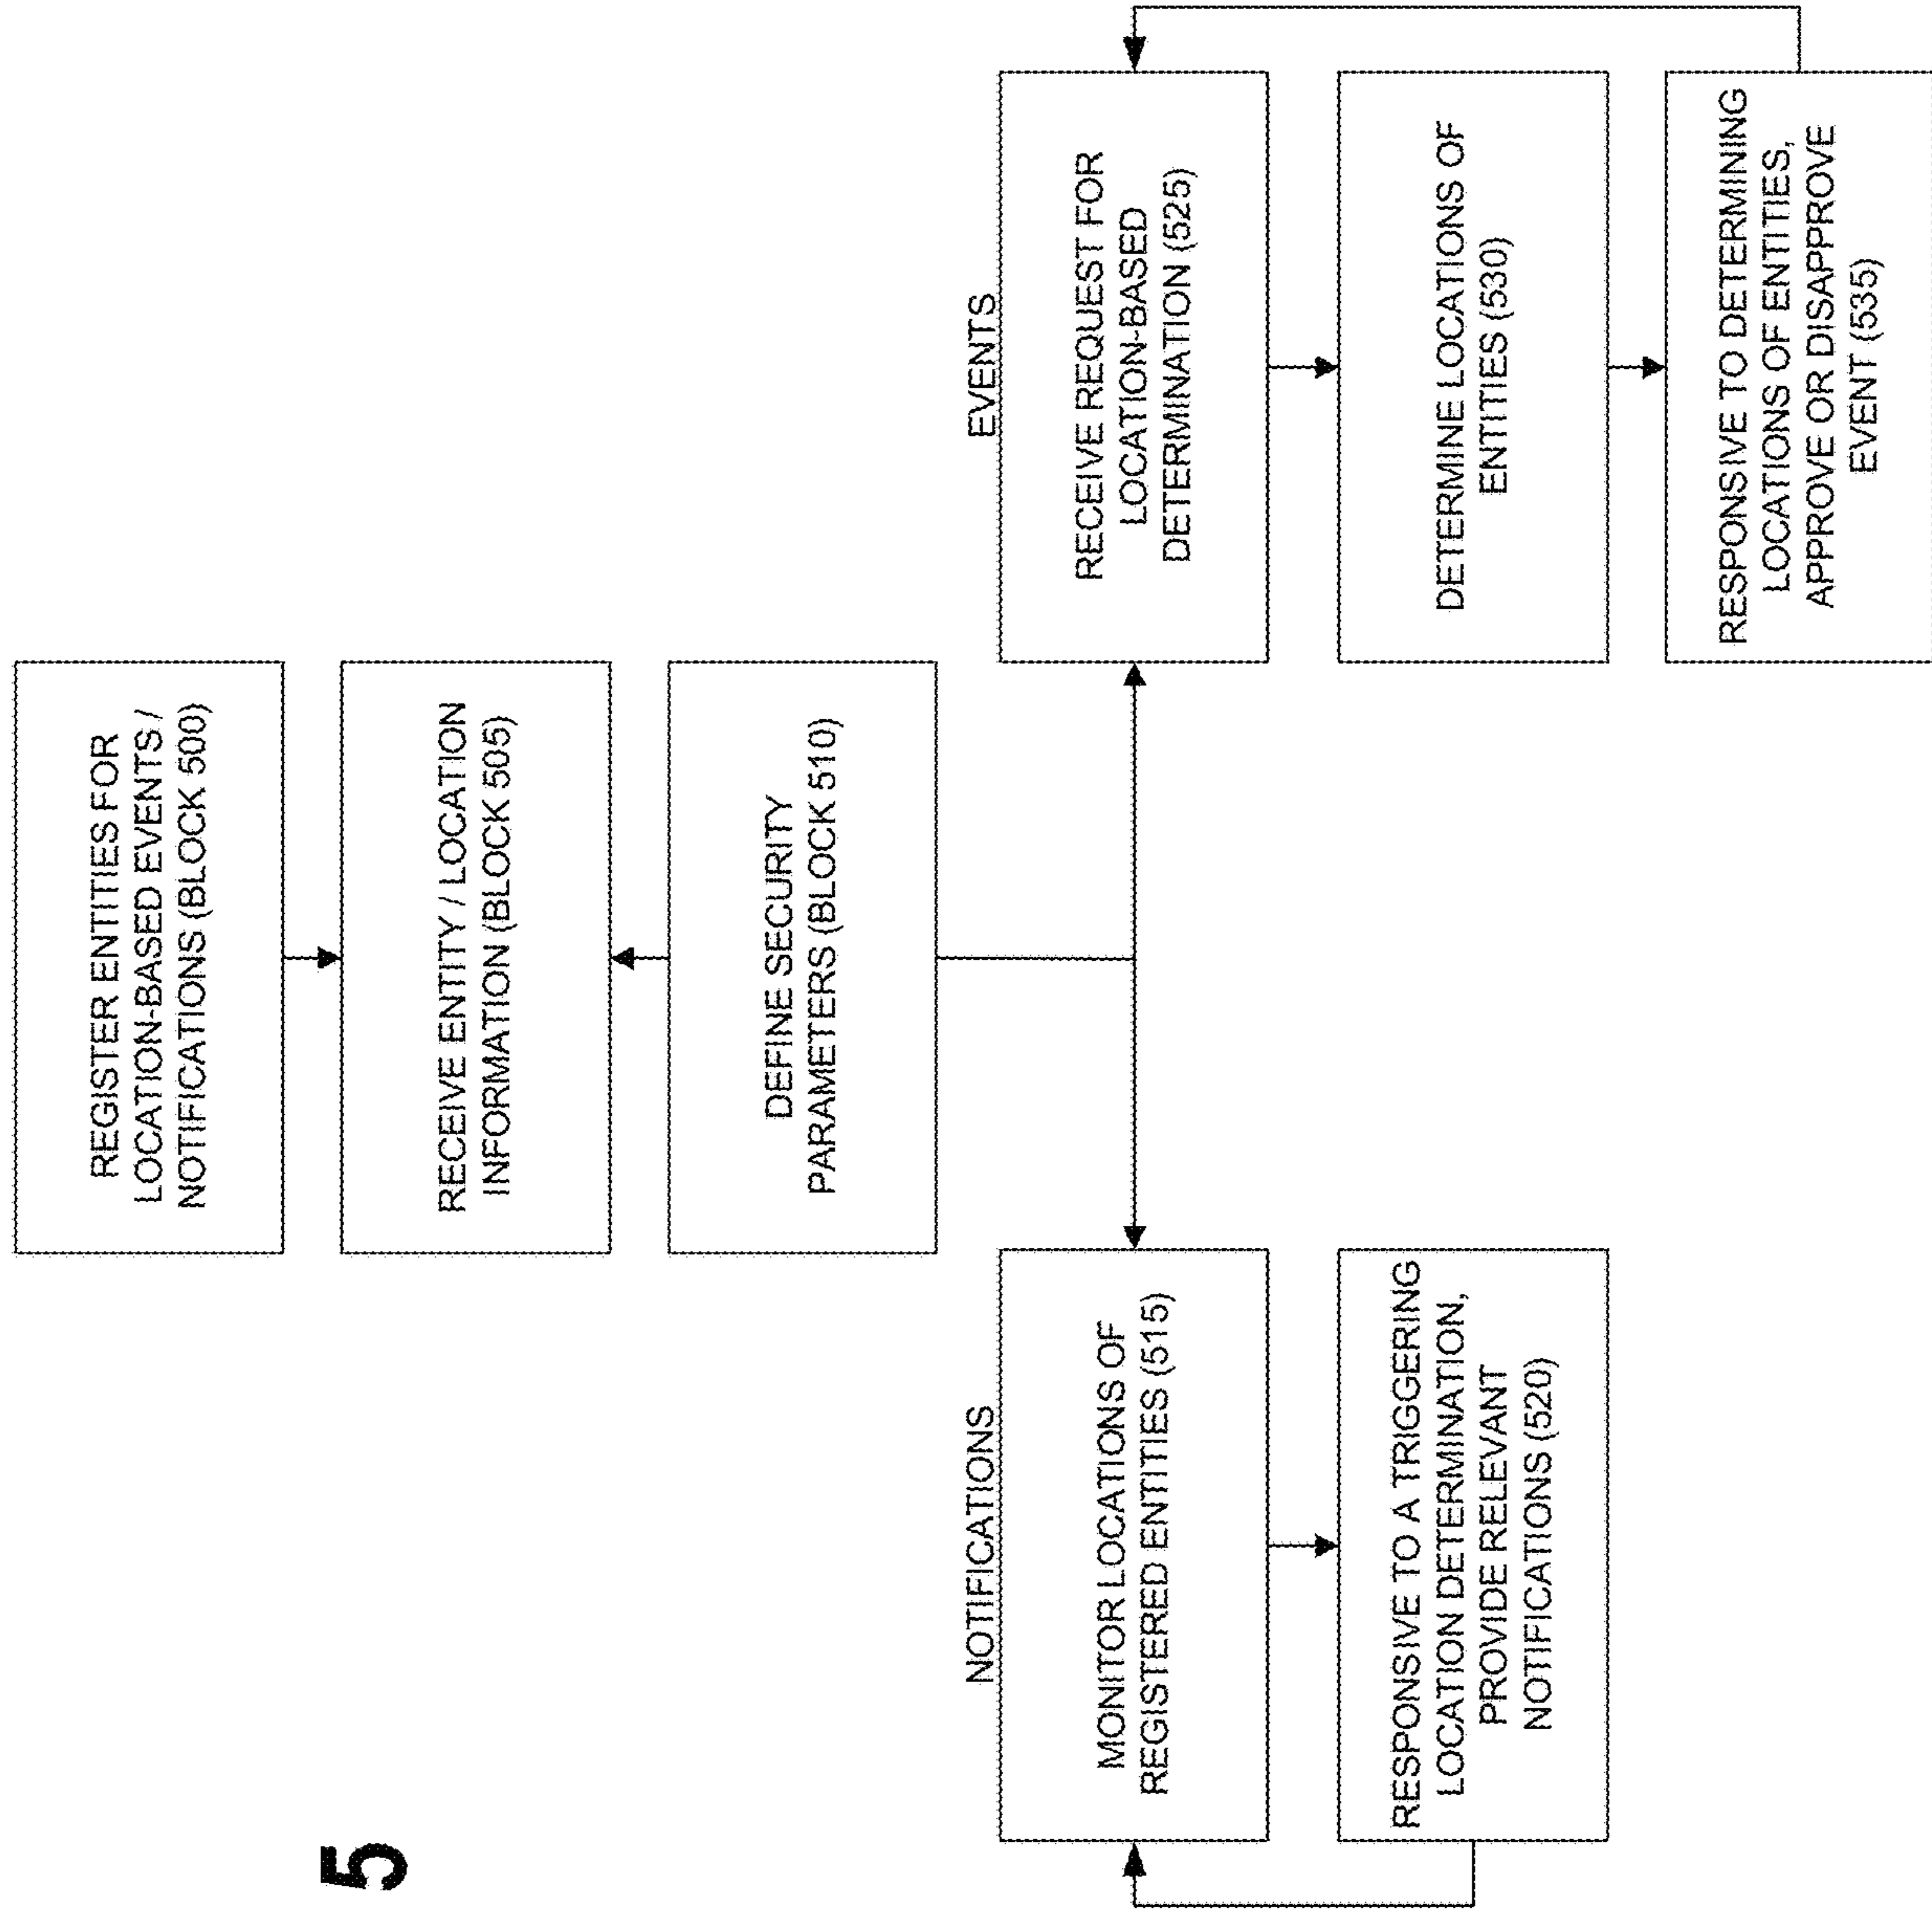 5
REGISTER ENTITIES FOR
LOCATION-BASED EVENTS /
NOTIFICATIONS (BLOCK 500)
RECEIVE ENTITY / LOCATION
INFORMATION (BLOCK 505)
DEFINE SECURITY
PARAMETERS (BLOCK 510)
NOTIFICATIONS
MONITOR LOCATIONS OF
REGISTERED ENTITIES (515)
RESPONSIVE TO A TRIGGERING
LOCATION DETERMINATION,
PROVIDE RELEVANT
NOTIFICATIONS (520)
EVENTS
RECEIVE REQUEST FOR
LOCATION-BASED
DETERMINATION (525)
DETERMINE LOCATIONS OF
ENTITIES (530)
RESPONSIVE TO DETERMINING
LOCATIONS OF ENTITIES,
APPROVE OR DISAPPROVE
EVENT (535)